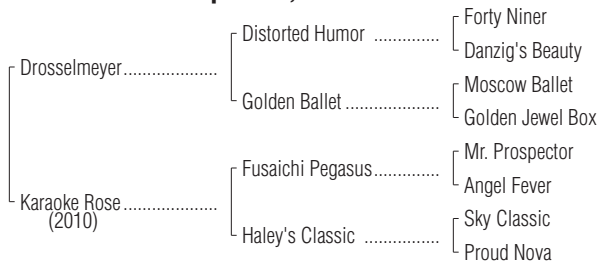 Forty Niner
Distorted Humor ..............
Danzig's Beauty
Drosselmeyer....................
Moscow Ballet
Golden Ballet ....................
Golden Jewel Box
Mr. Prospector
Fusaichi Pegasus..............
Angel Fever
Karaoke Rose....................
(2010)
Sky Classic
Haley's Classic ................
Proud Nova